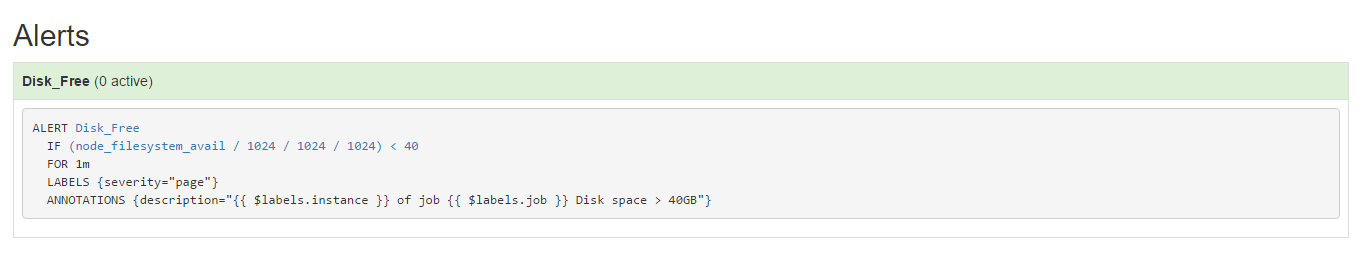 Alerts
Disk_Free (0 active)
ALERT Disk_Free
IF (node_filesystem_avail / 1024 / 1024 / 1024) < 40
FOR 1m
LABELS {severity="page"}
ANNOTATIONS {description="{{ $labels.instance }} of job {{ $labels.job }} Disk space > 40GB"}